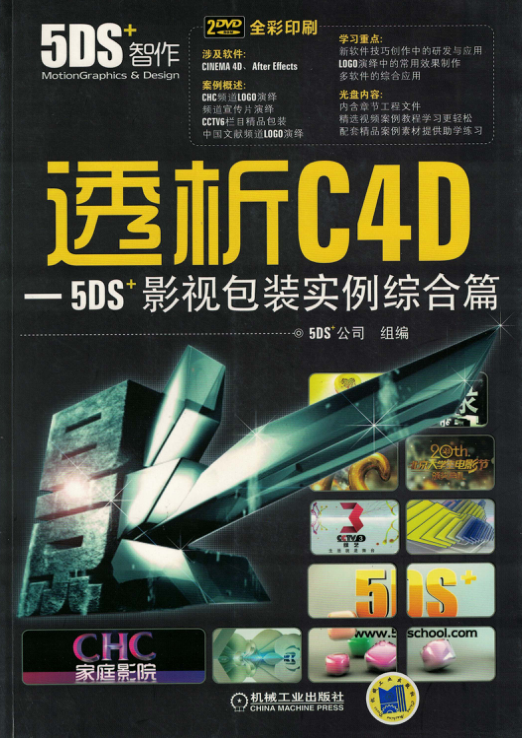 5DS+智作
MotionGraphics & Design
2DVD 全彩印刷
涉及软件:
CINEMA 4D、After Effects
案例概述:
CHC频道LOGO演绎
频道宣传片演绎
CCTV6栏目精品包装
中国文献频道LOGO演绎
学习重点:
新软件技巧创作中的研发与应用
LOGO演绎中的常用效果制作
多软件的综合应用
光盘内容:
内含章节工程文件
精选视频案例教程学习更轻松
配套精品案例素材提供助学练习
透析C4D
—5DS+影视包装实例综合篇
5DS+公司 组编
20th
CCTV 3
综艺
5DS+
CHC
家庭影院
机械工业出版社
CHINA MACHINE PRESS